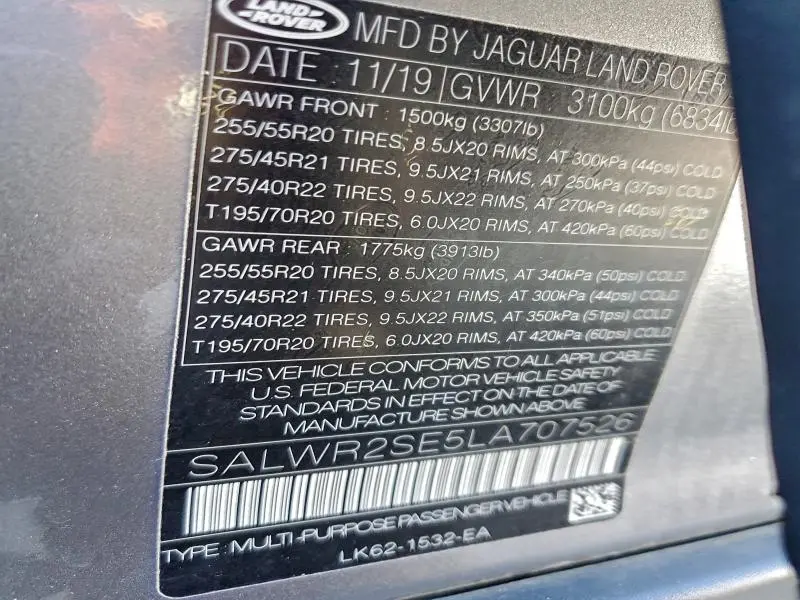 LAND
ROVER
MFD BY JAGUAR LAND ROVER
DATE 11/19 GVWR 3100kg (6834lb
GAWR FRONT 1500kg (3307lb)
255/55R20 TIRES, 8.5JX20 RIMS, AT 300kPa (44psi) COLD
275/45R21 TIRES, 9.5JX21 RIMS, AT 250kPa (37psi) COLD
275/40R22 TIRES, 9.5JX22 RIMS, AT 270kPa (40psi) COLD
T195/70R20 TIRES, 6.0JX20 RIMS, AT 420kPa (60psi) COLD
GAWR REAR 1775kg (3913lb)
255/55R20 TIRES, 8.5JX20 RIMS, AT 340kPa (50psi) COLD
275/45R21 TIRES, 9.5JX21 RIMS, AT 300kPa (44psi) COLD
275/40R22 TIRES, 9.5JX22 RIMS, AT 350kPa (51psi) COLD
T195/70R20 TIRES, 6.0JX20 RIMS, AT 420kPa (60psi) COLD
THIS VEHICLE CONFORMS TO ALL APPLICABLE
U.S. FEDERAL MOTOR VEHICLE SAFETY
STANDARDS IN EFFECT ON THE DATE OF
MANUFACTURE SHOWN ABOVE
SALWR2SE5LA707526
TYPE: MULTI-PURPOSE PASSENGER VEHICLE
LK62-1532-EA